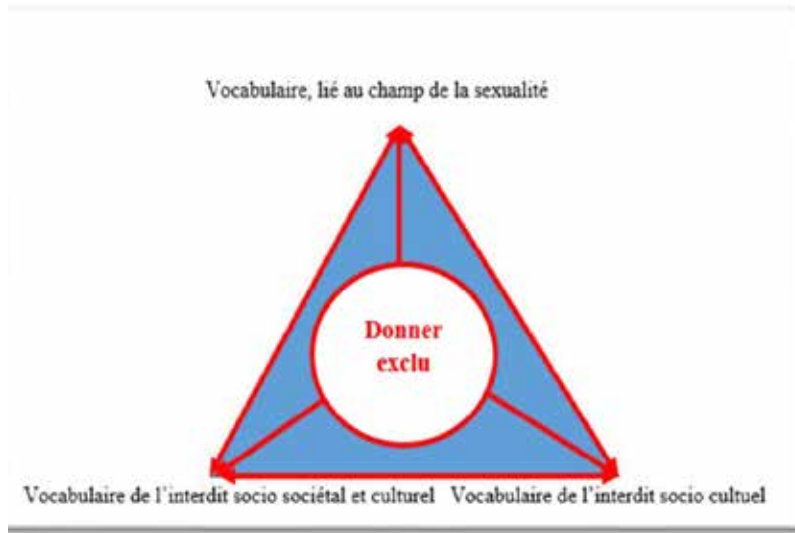 Vocabulaire, lié au champ de la sexualité
Donner
exclu
Vocabulaire de l'interdit socio sociétal et culturel Vocabulaire de l'interdit socio cultuel